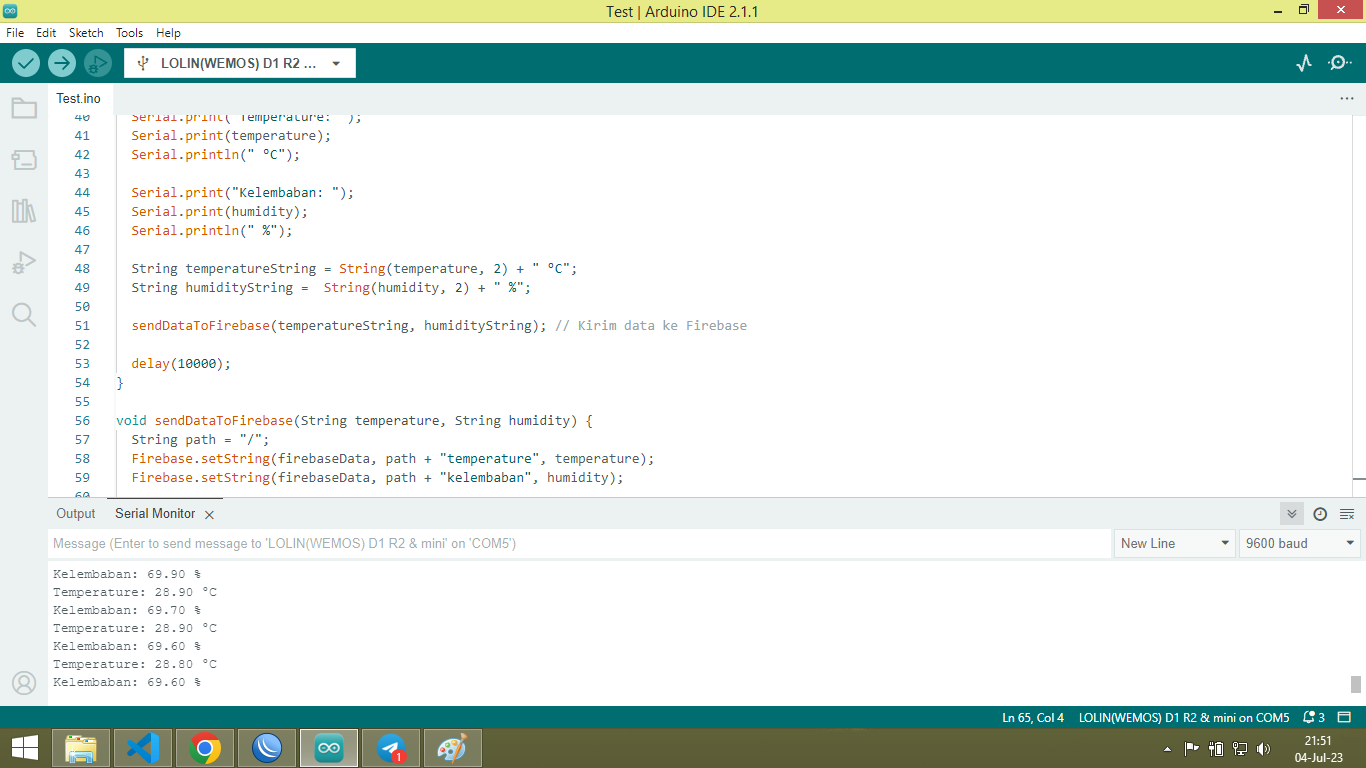 Test | Arduino IDE 2.1.1
File Edit Sketch Tools Help
LOLIN(WEMOS) D1 R2 ...
Test.ino
40 Serial.print("Temperature: ");
41 Serial.print(temperature);
42 Serial.println(" °C");
43
44 Serial.print("Kelembaban: ");
45 Serial.print(humidity);
46 Serial.println(" %");
47
48 String temperatureString = String(temperature, 2) + " °C";
49 String humidityString =  String(humidity, 2) + " %";
50
51 sendDataToFirebase(temperatureString, humidityString); // Kirim data ke Firebase
52
53 delay(10000);
54 }
55
56 void sendDataToFirebase(String temperature, String humidity) {
57 String path = "/";
58 Firebase.setString(firebaseData, path + "temperature", temperature);
59 Firebase.setString(firebaseData, path + "kelembaban", humidity);
60
Output Serial Monitor
Message (Enter to send message to 'LOLIN(WEMOS) D1 R2 & mini' on 'COM5')
New Line
9600 baud
Kelembaban: 69.90 %
Temperature: 28.90 °C
Kelembaban: 69.70 %
Temperature: 28.90 °C
Kelembaban: 69.60 %
Temperature: 28.80 °C
Kelembaban: 69.60 %
Ln 65, Col 4 LOLIN(WEMOS) D1 R2 & mini on COM5 3
1
21:51
04-Jul-23